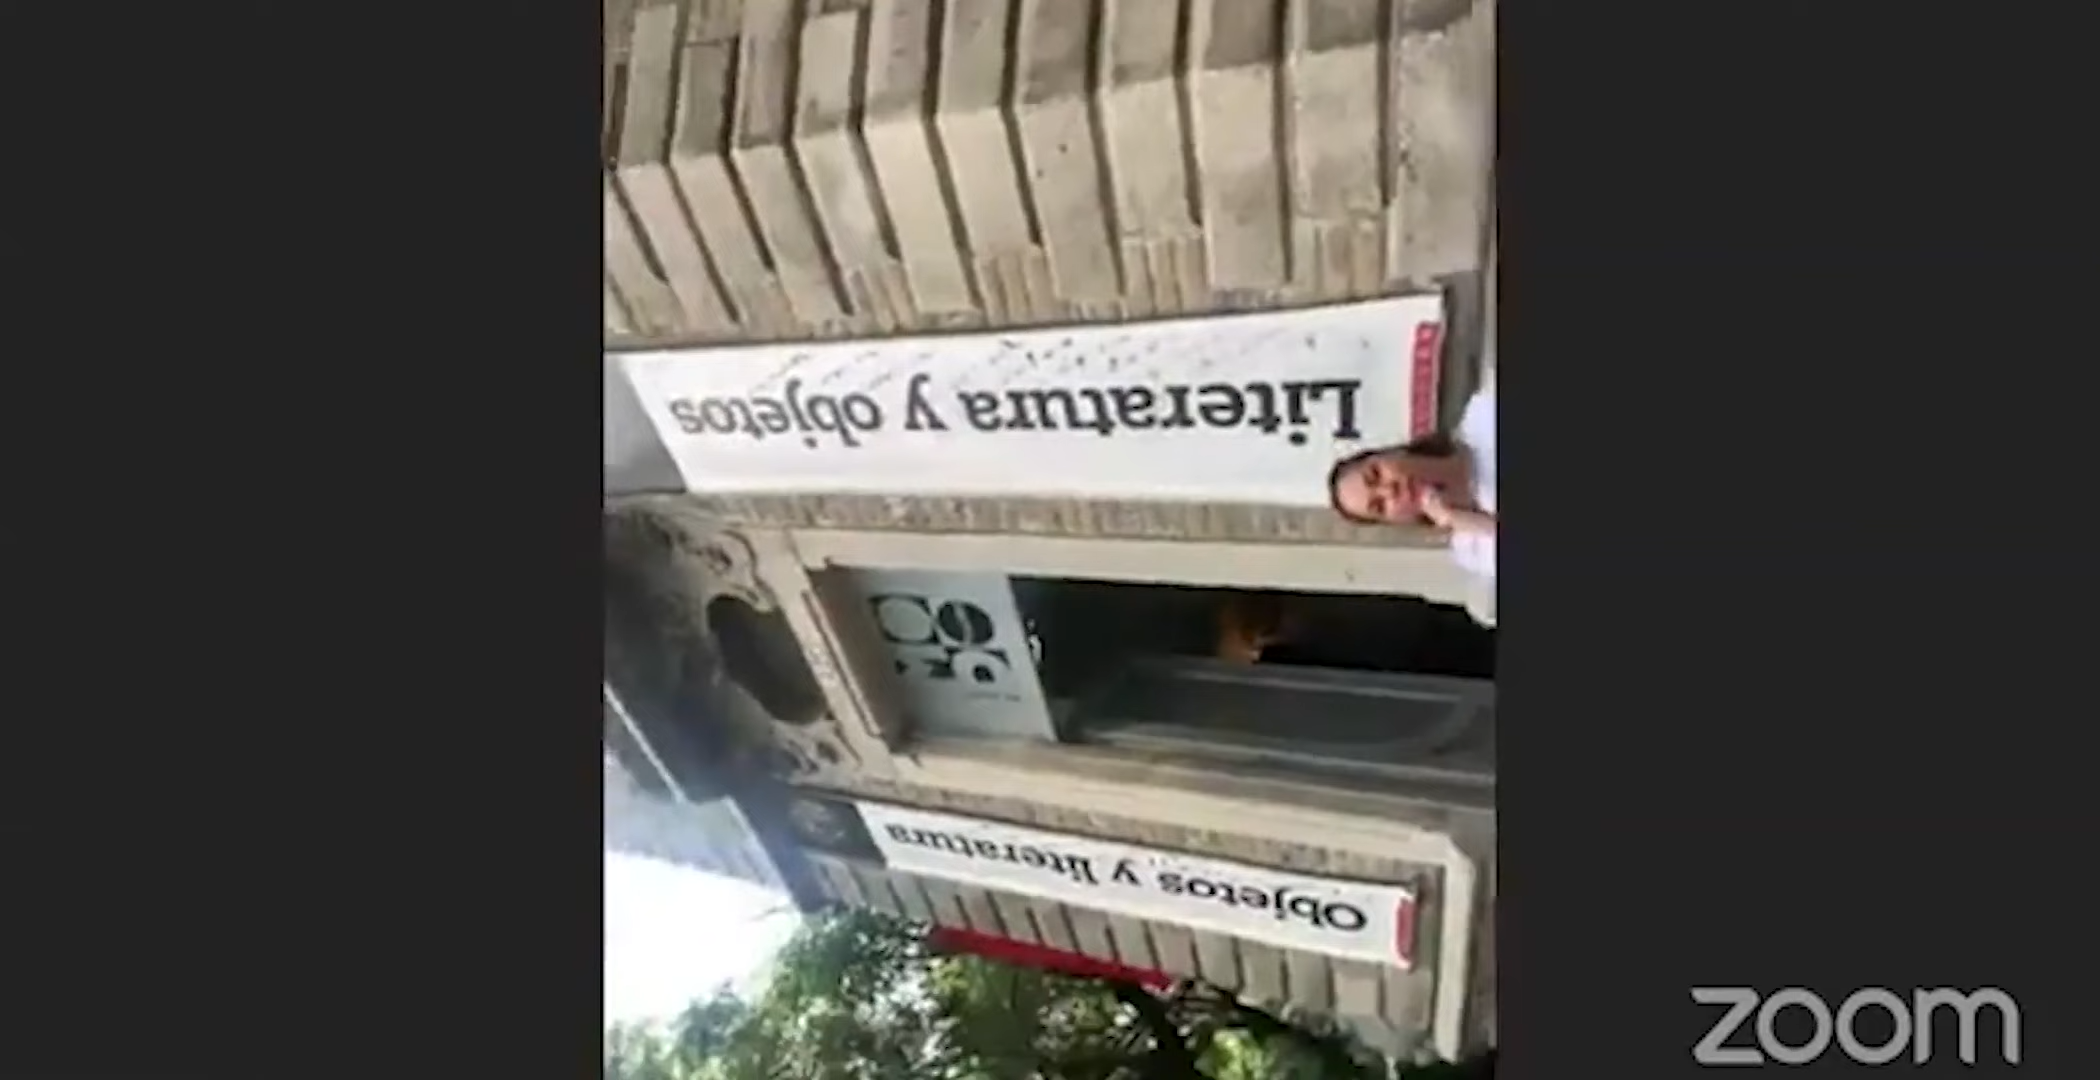 Literatura y objetos
Objetos y literatura
zoom